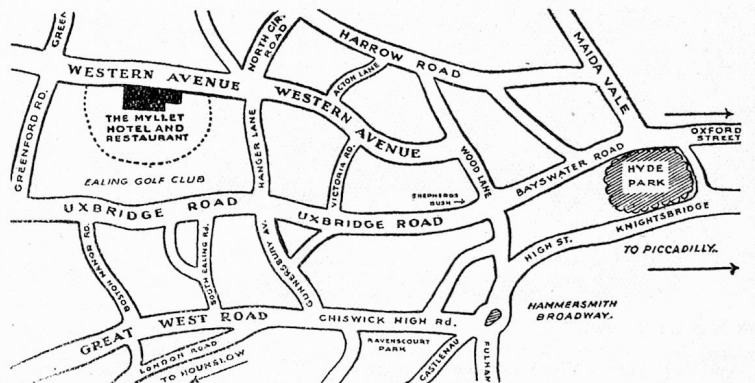 GREEN
NORTH CIR.
ROAD
HARROW ROAD
MAIDA VALE
WESTERN AVENUE
ACTON LANE
OXFORD
STREET
GREENFORD RD.
THE MYLLET
HOTEL AND
RESTAURANT
HANGER LANE
WESTERN AVENUE
VICTORIA RD.
WOOD LANE
BAYSWATER ROAD
HYDE
PARK
EALING GOLF CLUB
SHEPHERDS
BUSH
UXBRIDGE ROAD
UXBRIDGE ROAD
KNIGHTSBRIDGE
HIGH ST.
TO PICCADILLY.
BOSTON MANOR RD.
SOUTH EALING RD.
GUNNERSBURY AV.
HAMMERSMITH
BROADWAY.
GREAT WEST ROAD
CHISWICK HIGH Rd.
RAVENSCOURT
PARK
CASTLENAU
FULHAM
LONDON ROAD
TO HOUNSLOW